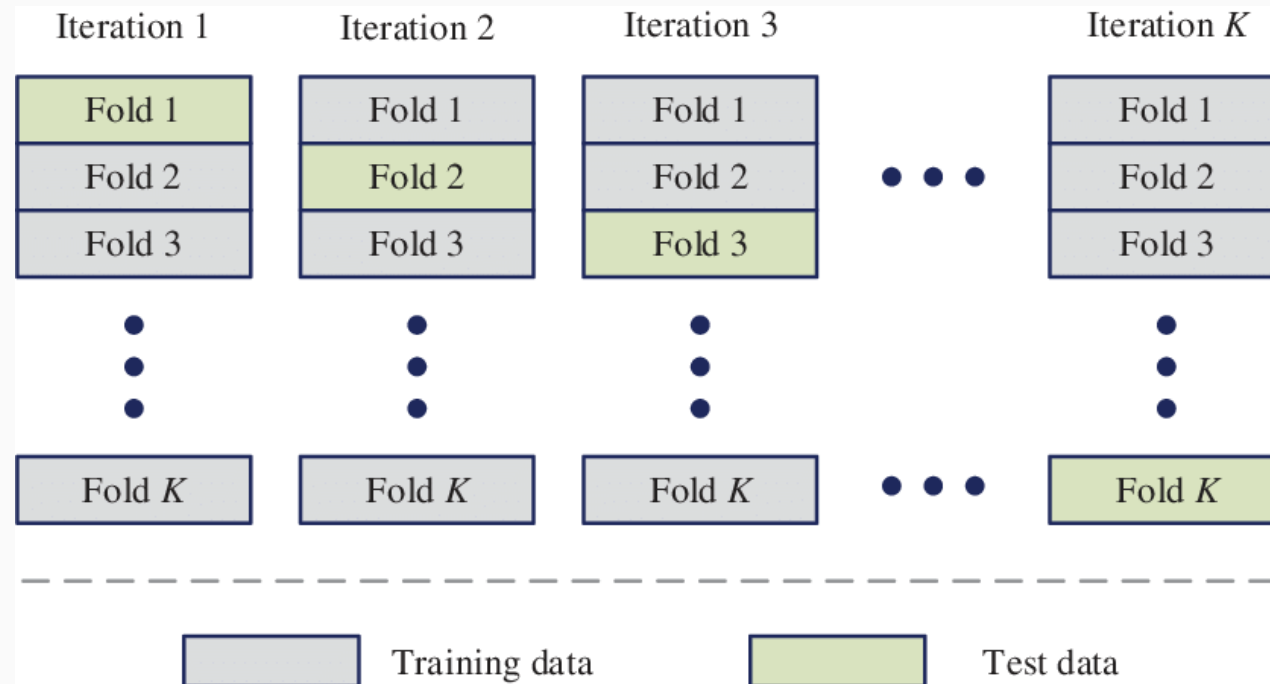 Iteration 1 Iteration 2 Iteration 3 Iteration K
Fold 1 Fold 1 Fold 1 Fold 1
Fold 2 Fold 2 Fold 2 Fold 2
Fold 3 Fold 3 Fold 3 Fold 3
Fold K Fold K Fold K Fold K
Training data Test data